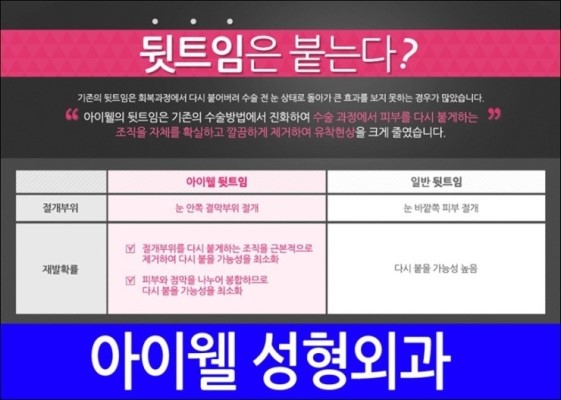 뒷트임은 붙는다?
기존의 뒷트임은 회복과정에서 다시 붙어버려 수술 전 눈 상태로 돌아가 큰 효과를 보지 못하는 경우가 많았습니다.
“ 아이웰의 뒷트임은 기존의 수술방법에서 진화하여 수술 과정에서 피부를 다시 붙게하는 ”
조직을 자체를 확실하고 깔끔하게 제거하여 유착현상을 크게 줄였습니다.
아이웰 뒷트임 일반 뒷트임
절개부위 눈 안쪽 결막부위 절개 눈 바깥쪽 피부 절개
재발확률
절개부위를 다시 붙게하는 조직을 근본적으로
제거하여 다시 붙을 가능성을 최소화
피부와 점막을 나누어 봉합하므로
다시 붙을 가능성을 최소화
다시 붙을 가능성 높음
아이웰 성형외과